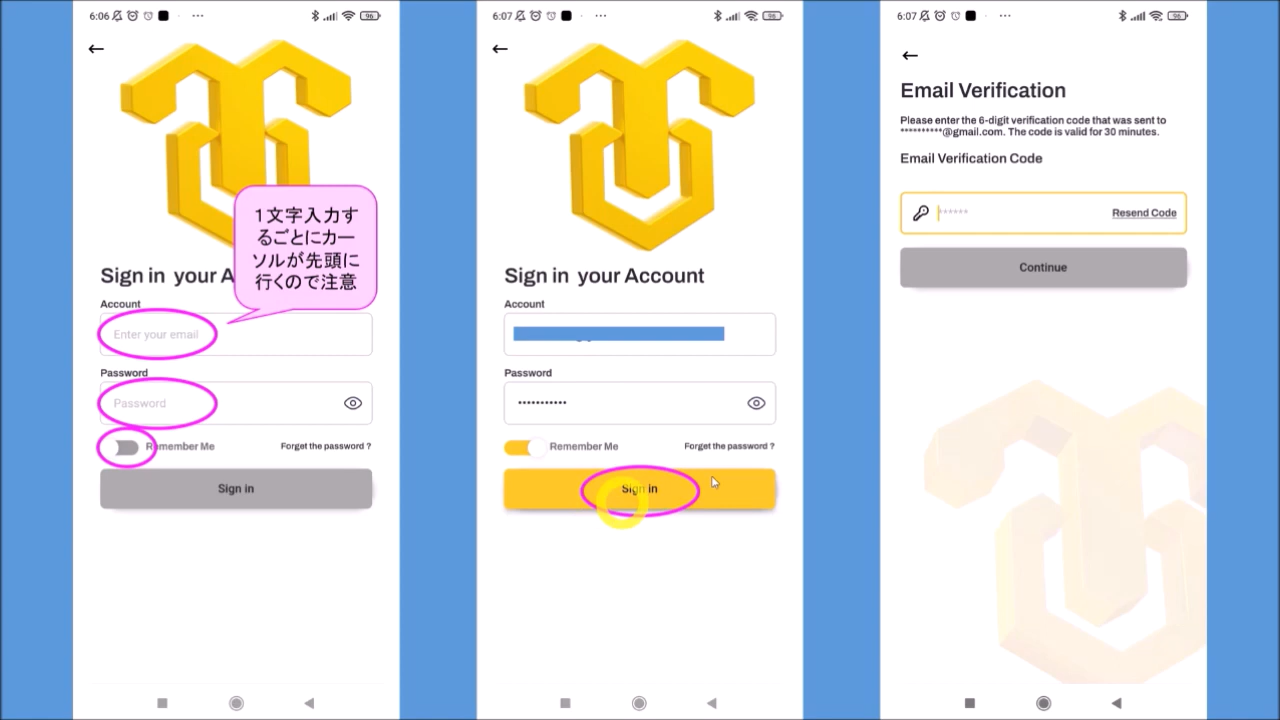 6:06
96
Sign in your A
Account
１文字入力す
るごとにカー
ソルが先頭に
行くので注意
Enter your email
Password
Password
Remember Me
Forget the password ?
Sign in
6:07
96
Sign in your Account
Account
Password
•••••••••••
Remember Me
Forget the password ?
Sign in
6:07
96
Email Verification
Please enter the 6-digit verification code that was sent to
**********@gmail.com. The code is valid for 30 minutes.
Email Verification Code
******
Resend Code
Continue